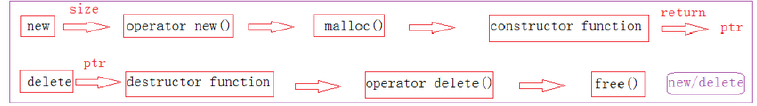 size return
new operator new() malloc() constructor function ptr
ptr
delete destructor function operator delete() free() new/delete